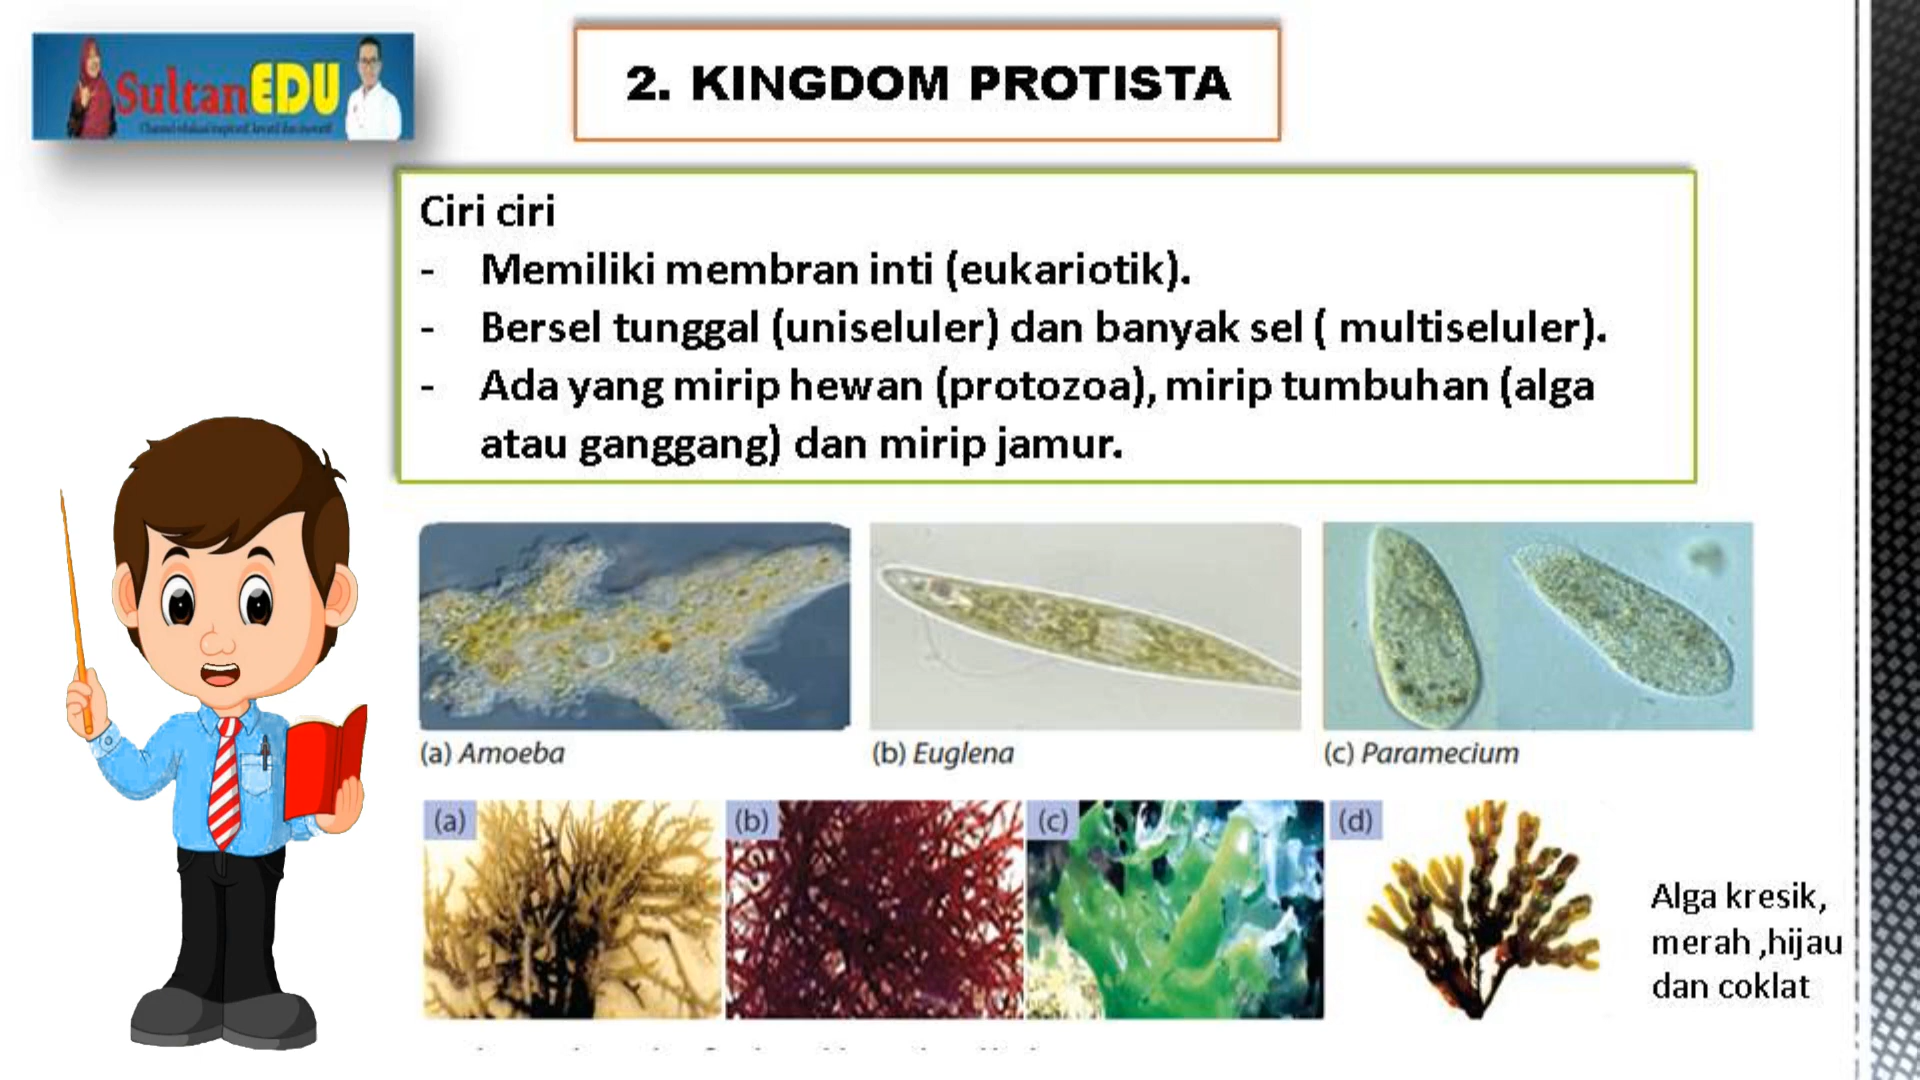 SultanEDU
2. KINGDOM PROTISTA
Ciri ciri
- Memiliki membran inti (eukariotik).
- Bersel tunggal (uniseluler) dan banyak sel ( multiseluler).
- Ada yang mirip hewan (protozoa), mirip tumbuhan (alga
atau ganggang) dan mirip jamur.
(a) Amoeba
(b) Euglena
(c) Paramecium
(a)
(b)
(c)
(d)
Alga kresik,
merah ,hijau
dan coklat